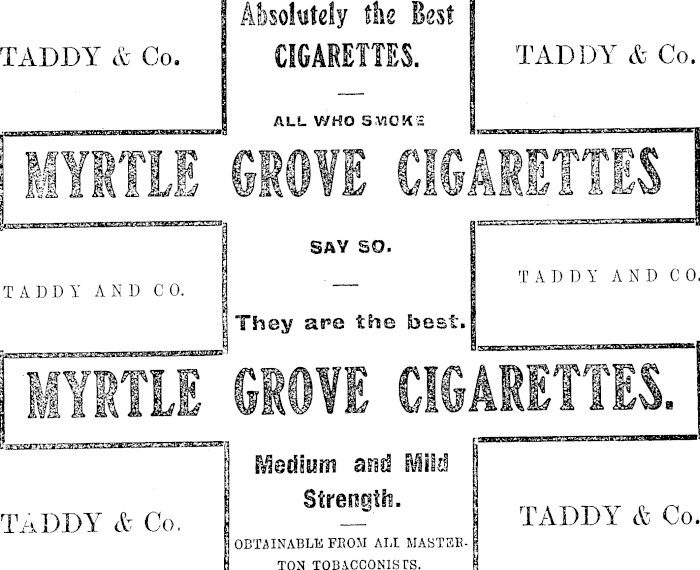 Absolutely the Best
CIGARETTES.
TADDY & Co.
TADDY & Co.
ALL WHO SMOKE
MYRTLE GROVE CIGARETTES
SAY SO.
TADDY AND CO.
TADDY AND CO.
They are the best.
MYRTLE GROVE CIGARETTES.
Medium and Mild
Strength.
TADDY & Co.
TADDY & Co.
OBTAINABLE FROM ALL MASTER-
TON TOBACCONISTS.